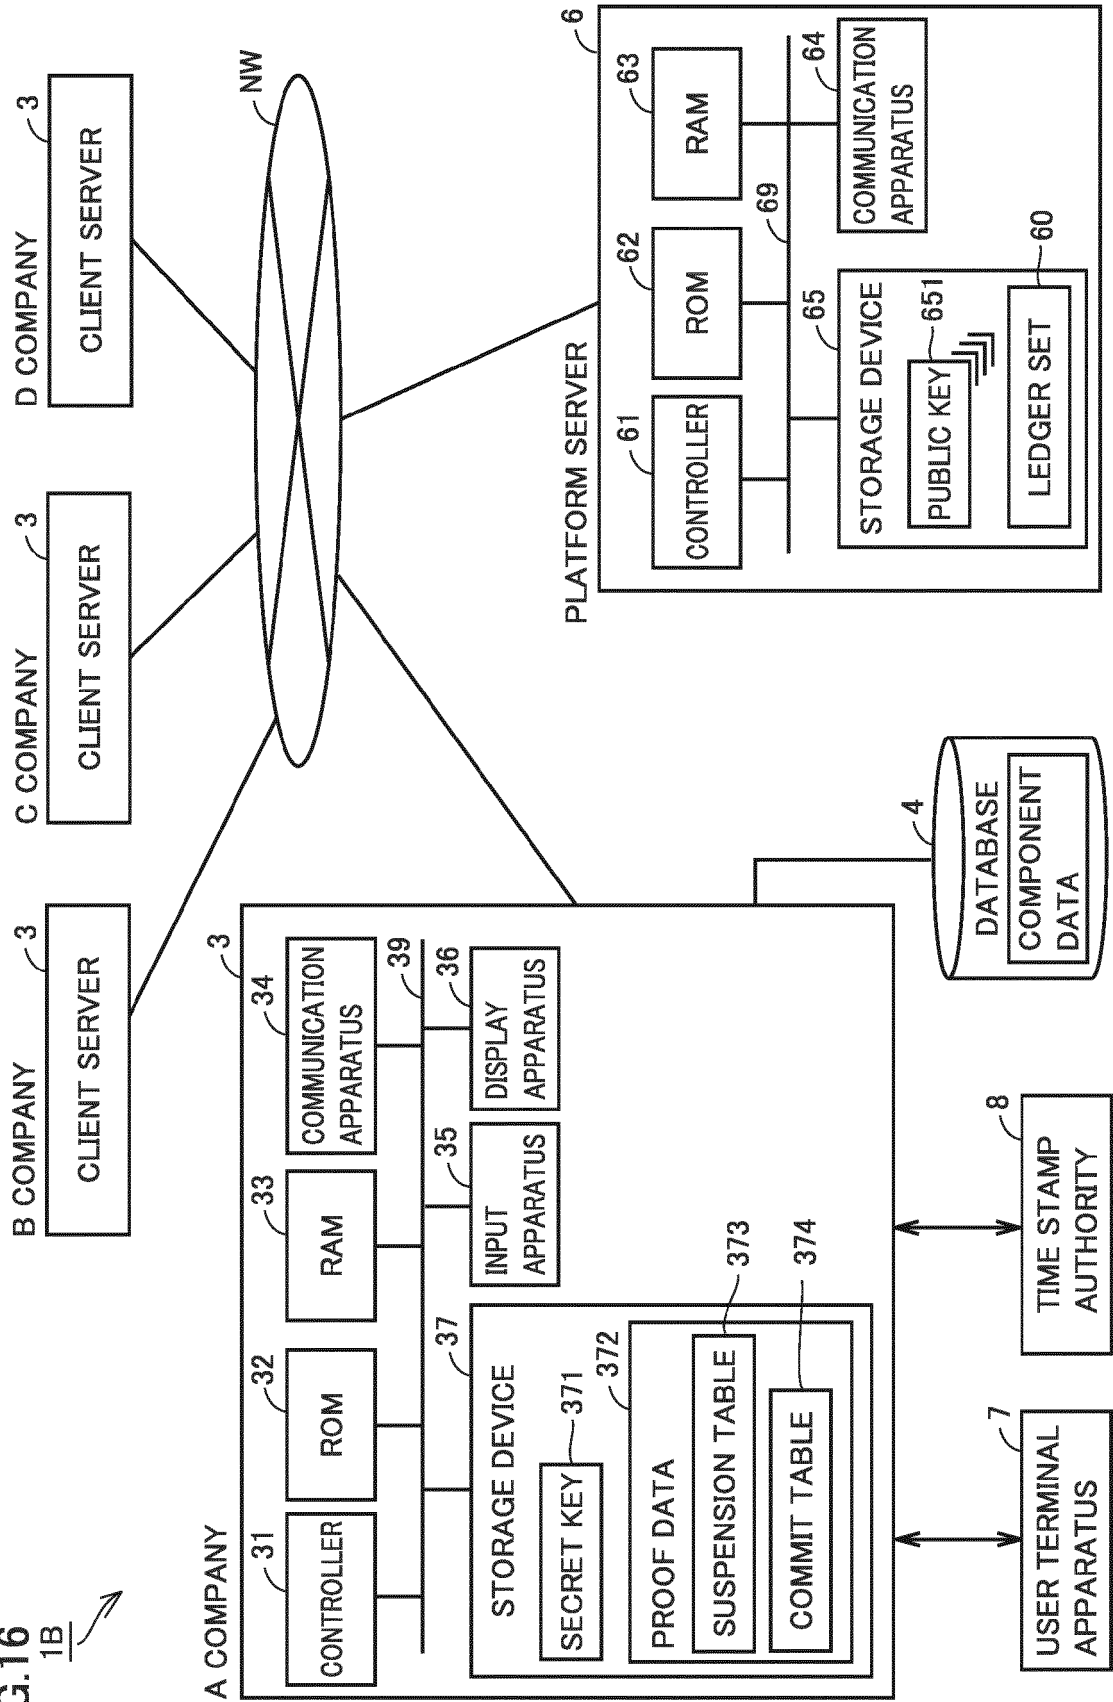 G.16
1B
B COMPANY
3
CLIENT SERVER
C COMPANY
3
CLIENT SERVER
D COMPANY
3
CLIENT SERVER
NW
A COMPANY
3
31
CONTROLLER
32
ROM
33
RAM
34
COMMUNICATION
APPARATUS
39
37
STORAGE DEVICE
371
SECRET KEY
372
PROOF DATA
373
SUSPENSION TABLE
374
COMMIT TABLE
35
INPUT
APPARATUS
36
DISPLAY
APPARATUS
PLATFORM SERVER
6
61
CONTROLLER
62
ROM
63
RAM
69
65
STORAGE DEVICE
651
PUBLIC KEY
60
LEDGER SET
64
COMMUNICATION
APPARATUS
7
USER TERMINAL
APPARATUS
8
TIME STAMP
AUTHORITY
4
DATABASE
COMPONENT
DATA